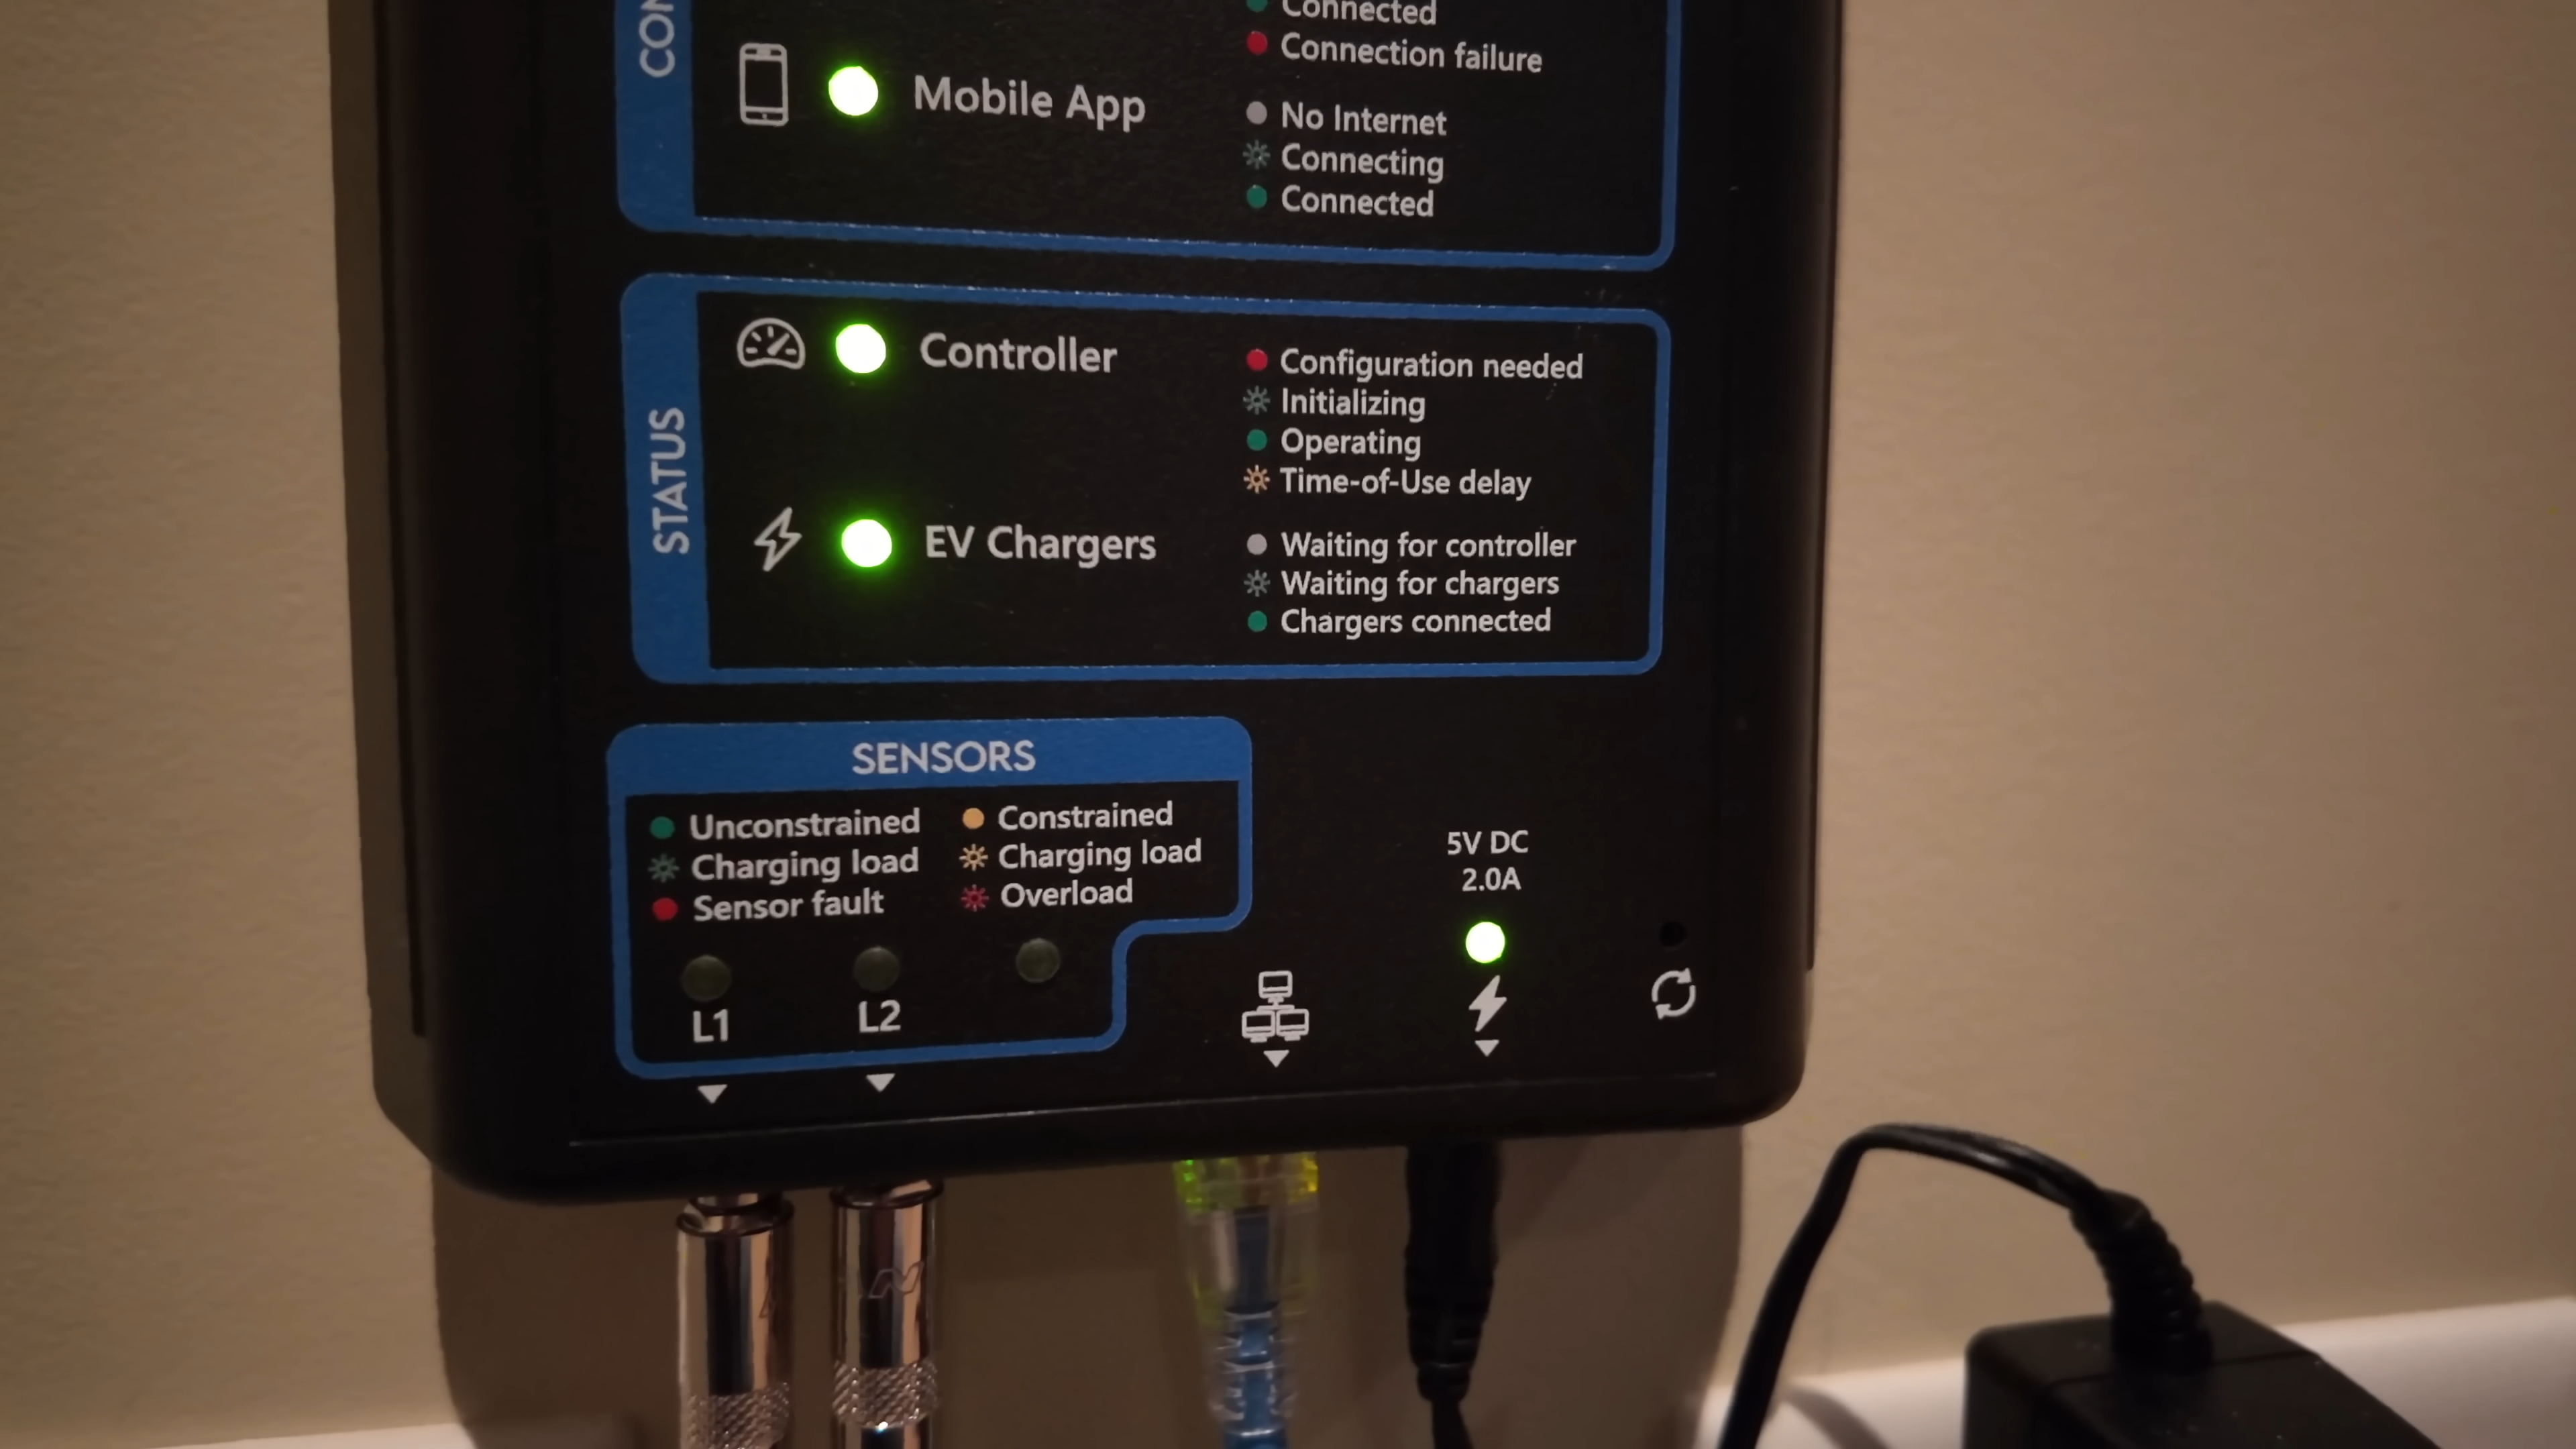 CON
Connected
Connection failure
Mobile App
No Internet
Connecting
Connected
STATUS
Controller
Configuration needed
Initializing
Operating
Time-of-Use delay
EV Chargers
Waiting for controller
Waiting for chargers
Chargers connected
SENSORS
Unconstrained
Constrained
Charging load
Charging load
Sensor fault
Overload
L1
L2
5V DC
2.0A